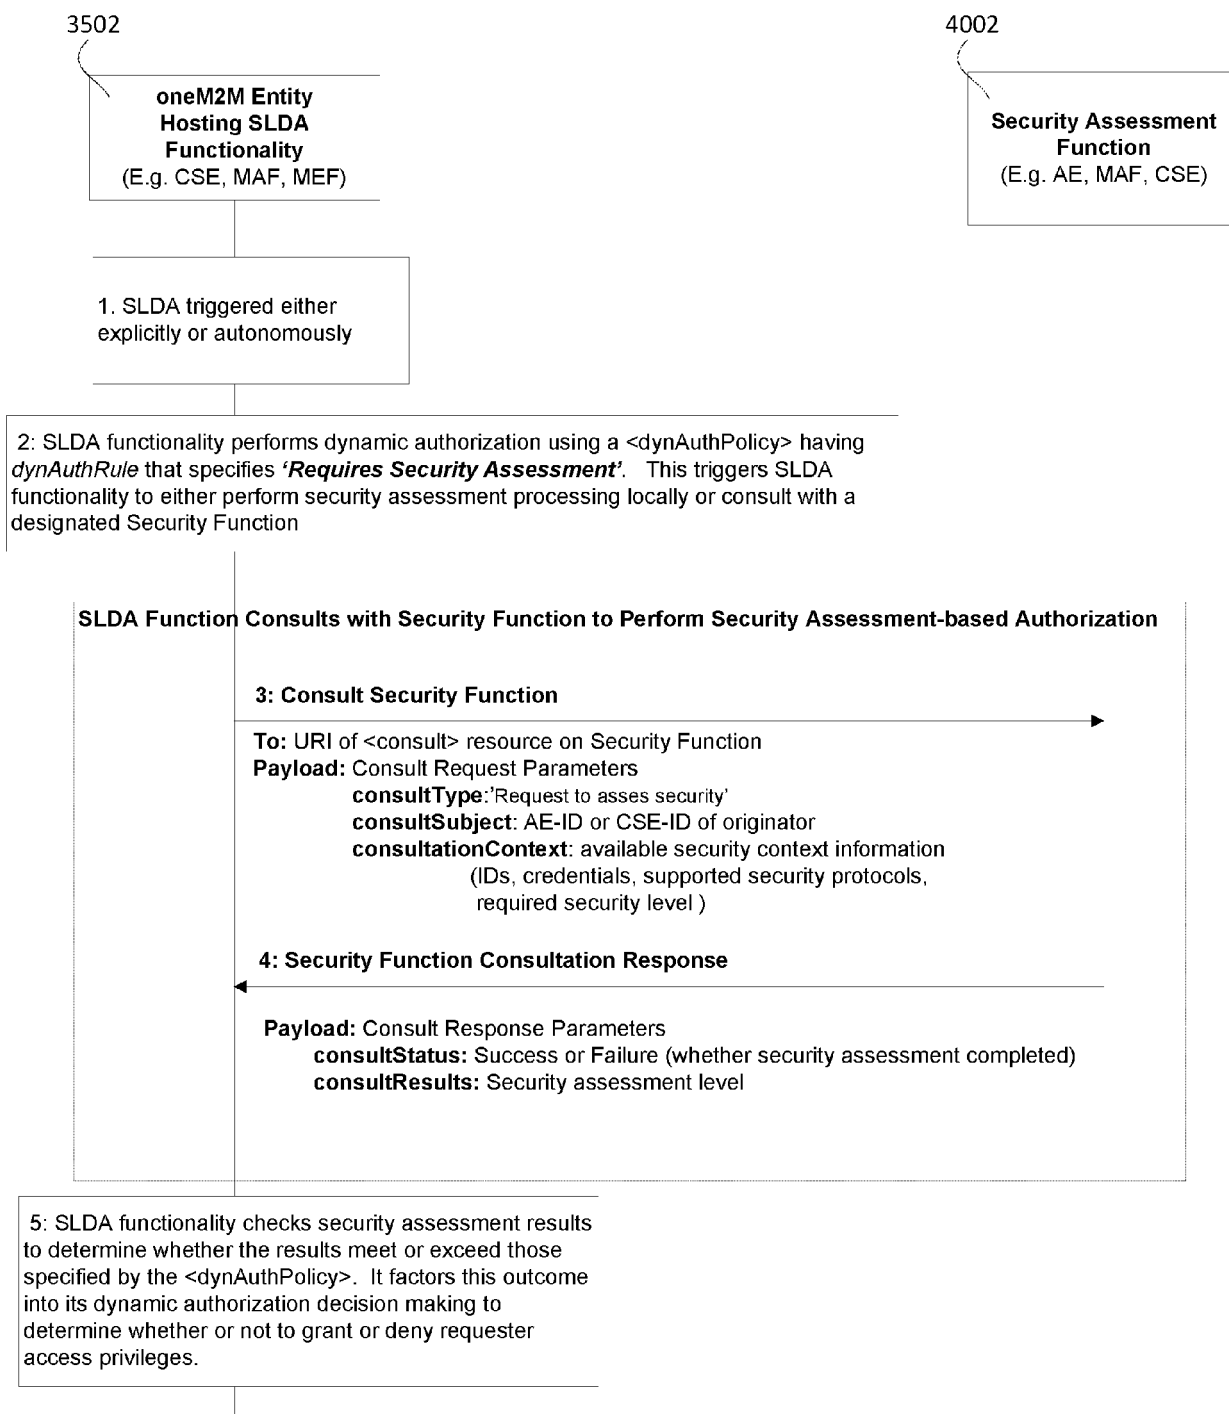 3502
4002
oneM2M Entity
Hosting SLDA
Functionality
(E.g. CSE, MAF, MEF)
Security Assessment
Function
(E.g. AE, MAF, CSE)
1. SLDA triggered either
explicitly or autonomously
2: SLDA functionality performs dynamic authorization using a <dynAuthPolicy> having
dynAuthRule that specifies ‘Requires Security Assessment’.   This triggers SLDA
functionality to either perform security assessment processing locally or consult with a
designated Security Function
SLDA Function Consults with Security Function to Perform Security Assessment-based Authorization
3: Consult Security Function
To: URI of <consult> resource on Security Function
Payload: Consult Request Parameters
consultType:’Request to asses security’
consultSubject: AE-ID or CSE-ID of originator
consultationContext: available security context information
(IDs, credentials, supported security protocols,
required security level )
4: Security Function Consultation Response
Payload: Consult Response Parameters
consultStatus: Success or Failure (whether security assessment completed)
consultResults: Security assessment level
5: SLDA functionality checks security assessment results
to determine whether the results meet or exceed those
specified by the <dynAuthPolicy>.  It factors this outcome
into its dynamic authorization decision making to
determine whether or not to grant or deny requester
access privileges.